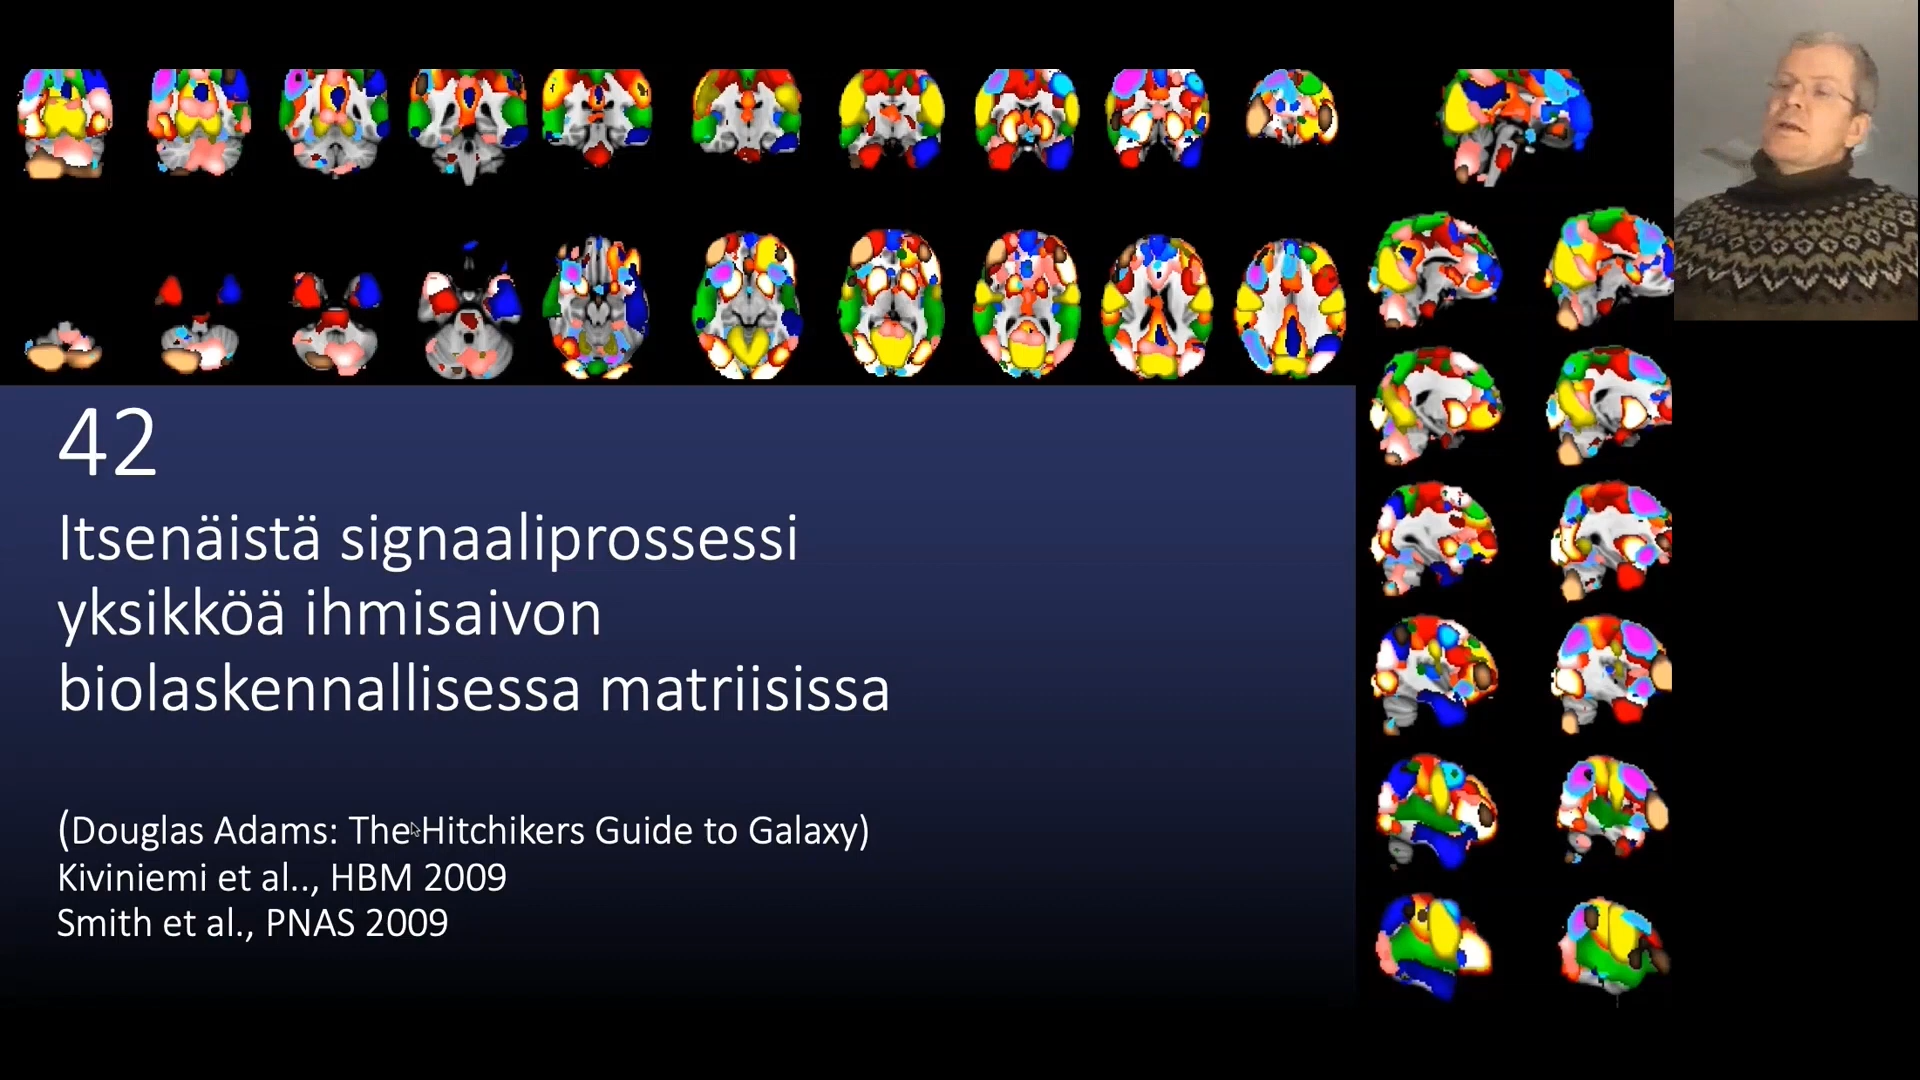 42
Itsenäistä signaaliprossessi
yksikköä ihmisaivon
biolaskennallisessa matriisissa
(Douglas Adams: The Hitchikers Guide to Galaxy)
Kiviniemi et al.., HBM 2009
Smith et al., PNAS 2009